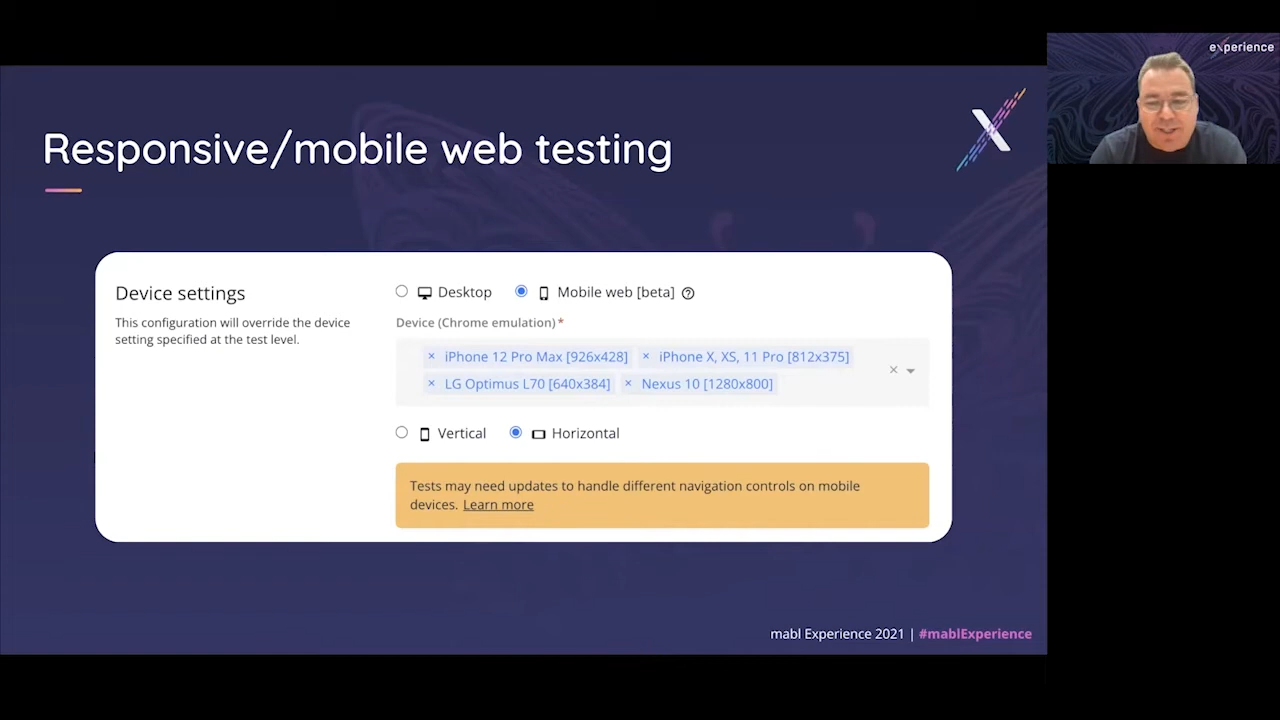 experience
Responsive/mobile web testing
X
Device settings
This configuration will override the device
setting specified at the test level.
Desktop
Mobile web [beta]
Device (Chrome emulation)*
× iPhone 12 Pro Max [926x428]
× iPhone X, XS, 11 Pro [812x375]
× LG Optimus L70 [640x384]
× Nexus 10 [1280x800]
Vertical
Horizontal
Tests may need updates to handle different navigation controls on mobile
devices. Learn more
mabl Experience 2021 | #mablExperience